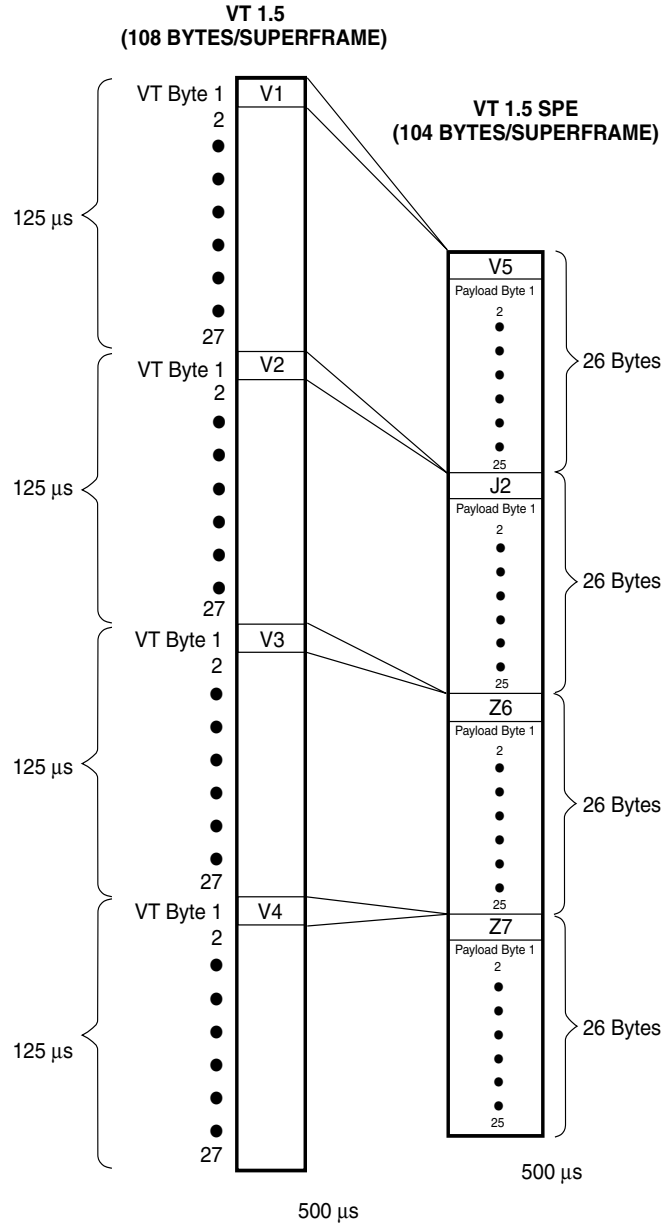 VT 1.5
(108 BYTES/SUPERFRAME)
VT Byte 1
V1
2
125 μs
27
VT Byte 1
V2
2
125 μs
27
VT Byte 1
V3
2
125 μs
27
VT Byte 1
V4
2
125 μs
27
500 μs
VT 1.5 SPE
(104 BYTES/SUPERFRAME)
V5
Payload Byte 1
2
25
26 Bytes
J2
Payload Byte 1
2
25
26 Bytes
Z6
Payload Byte 1
2
25
26 Bytes
Z7
Payload Byte 1
2
25
26 Bytes
500 μs